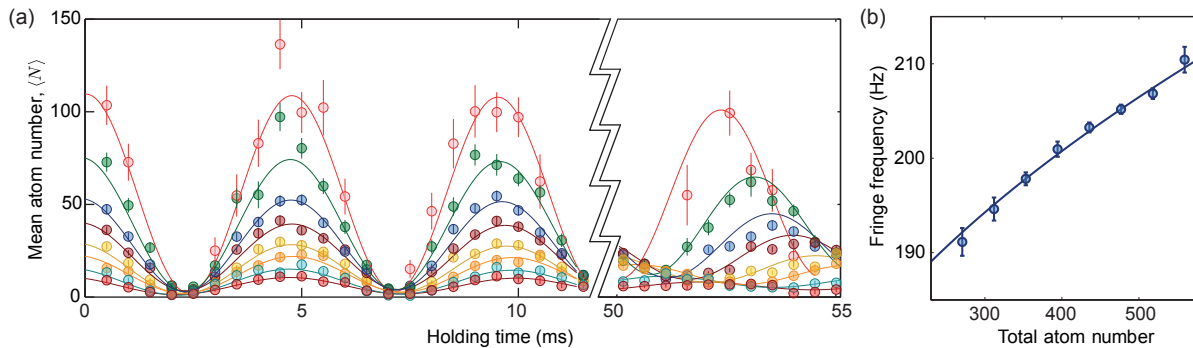 (a)
Mean atom number, ⟨N⟩
150
100
50
0
0
5
10
50
55
Holding time (ms)
(b)
Fringe frequency (Hz)
210
200
190
300
400
500
Total atom number